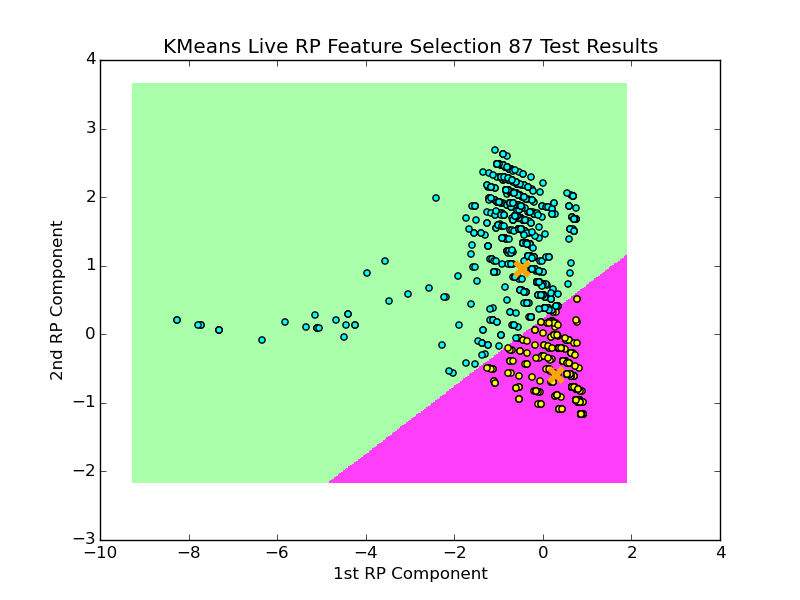 KMeans Live RP Feature Selection 87 Test Results
4
3
2
1
0
−1
−2
−3
2nd RP Component
−10 −8 −6 −4 −2 0 2 4
1st RP Component